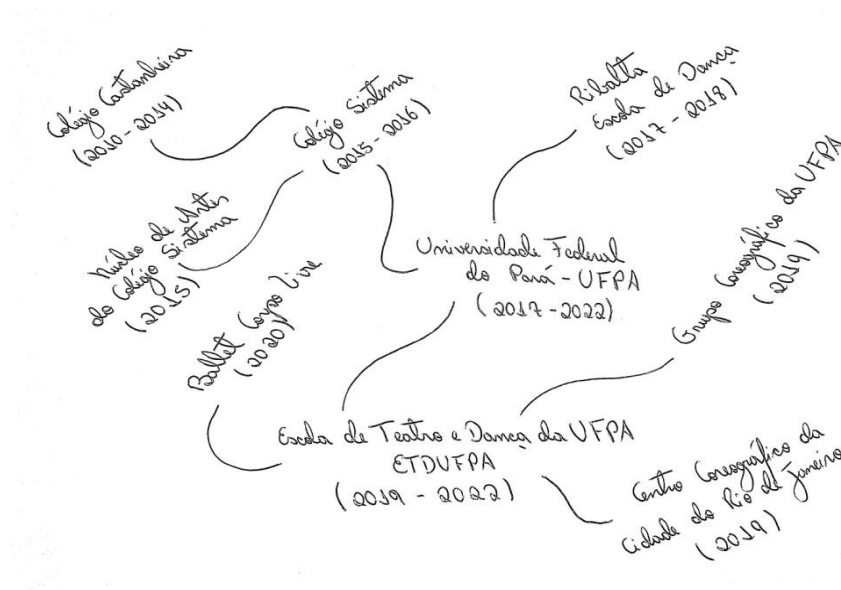 Colégio Castanheira
(2010 - 2014)
Colégio Sistema
(2015 - 2016)
Ribalta
Escola de Dança
(2017 - 2018)
Núcleo de Artes
do Colégio Sistema
(2015)
Universidade Federal
do Pará - UFPA
(2017 - 2022)
Grupo Coreográfico da UFPA
(2019)
Ballet Corpo Livre
(2020)
Escola de Teatro e Dança da UFPA
ETDUFPA
(2019 - 2022)
Centro Coreográfico da
Cidade do Rio de Janeiro
(2019)